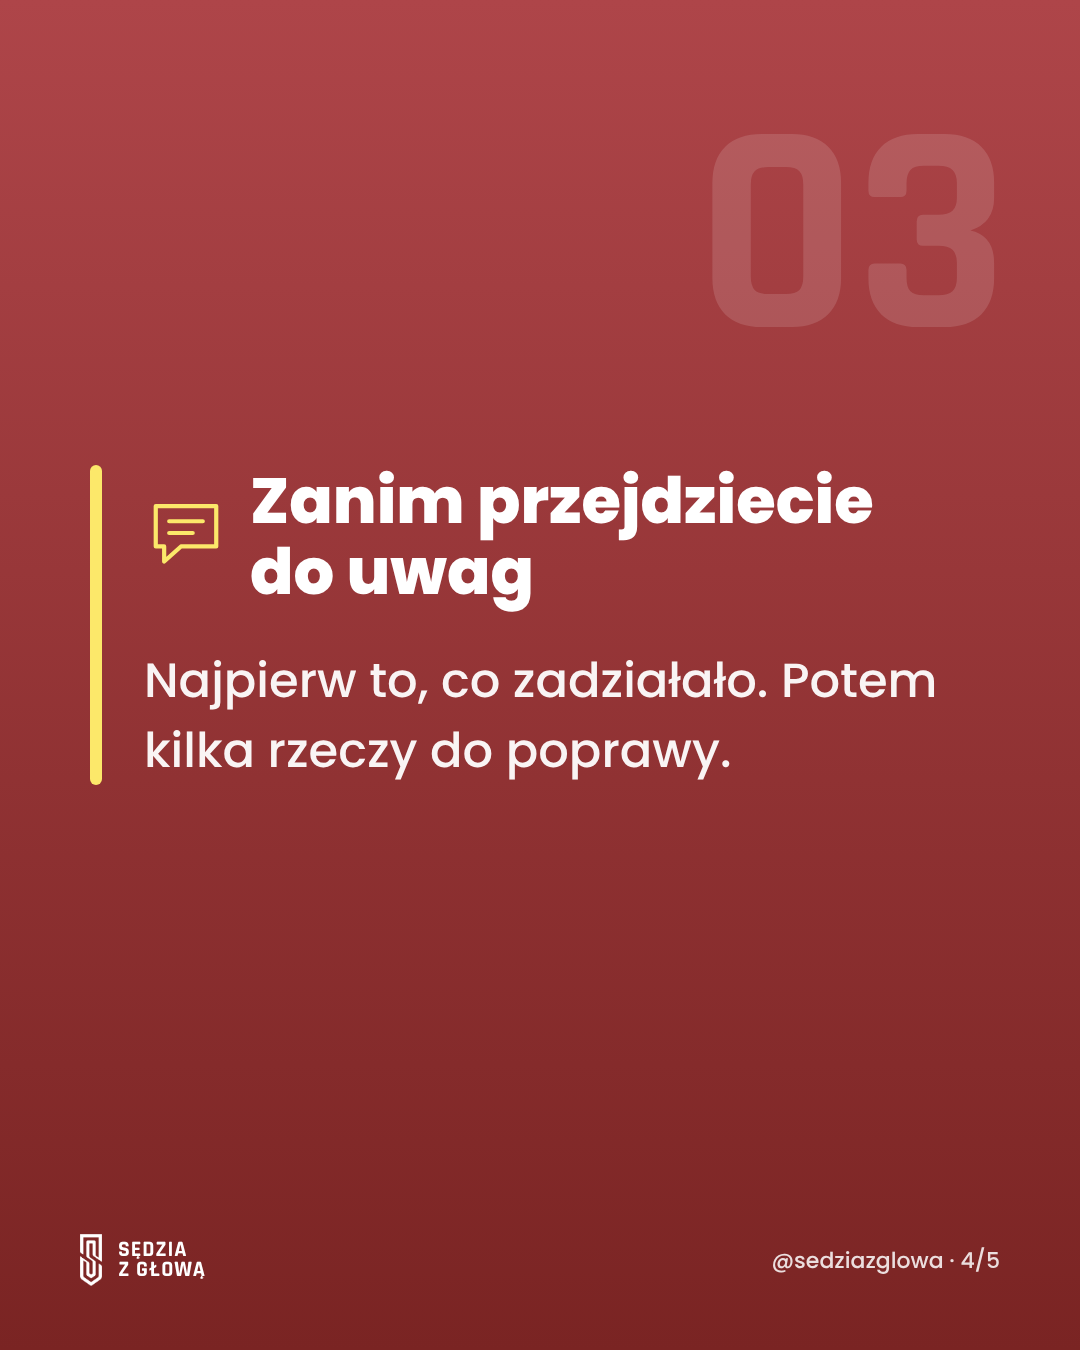 03
Zanim przejdziecie
do uwag
Najpierw to, co zadziałało. Potem
kilka rzeczy do poprawy.
SĘDZIA
Z GŁOWĄ
@sedziazglowa · 4/5